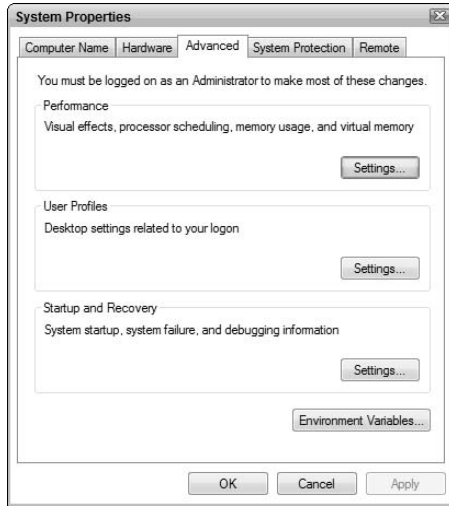 System Properties
Computer Name Hardware Advanced System Protection Remote
You must be logged on as an Administrator to make most of these changes.
Performance
Visual effects, processor scheduling, memory usage, and virtual memory
Settings...
User Profiles
Desktop settings related to your logon
Settings...
Startup and Recovery
System startup, system failure, and debugging information
Settings...
Environment Variables...
OK Cancel Apply